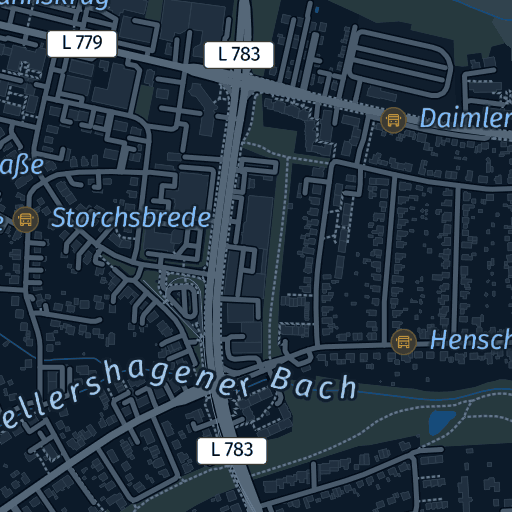 L 779
L 783
Daimler
aße
Storchsbrede
Hensch
ellershagener Bach
L 783